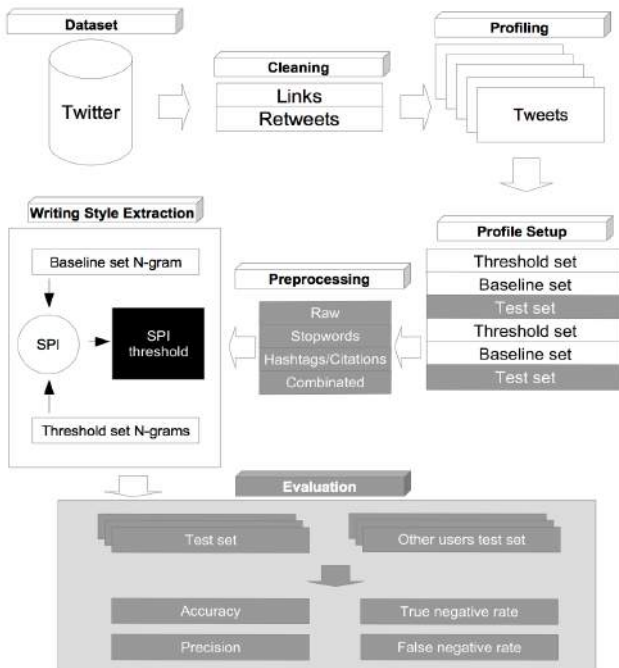 Dataset
Twitter
Cleaning
Links
Retweets
Profiling
Tweets
Profile Setup
Threshold set
Baseline set
Test set
Threshold set
Baseline set
Test set
Preprocessing
Raw
Stopwords
Hashtags/Citations
Combinated
Writing Style Extraction
Baseline set N-gram
SPI
SPI
threshold
Threshold set N-grams
Evaluation
Test set
Other users test set
Accuracy
True negative rate
Precision
False negative rate